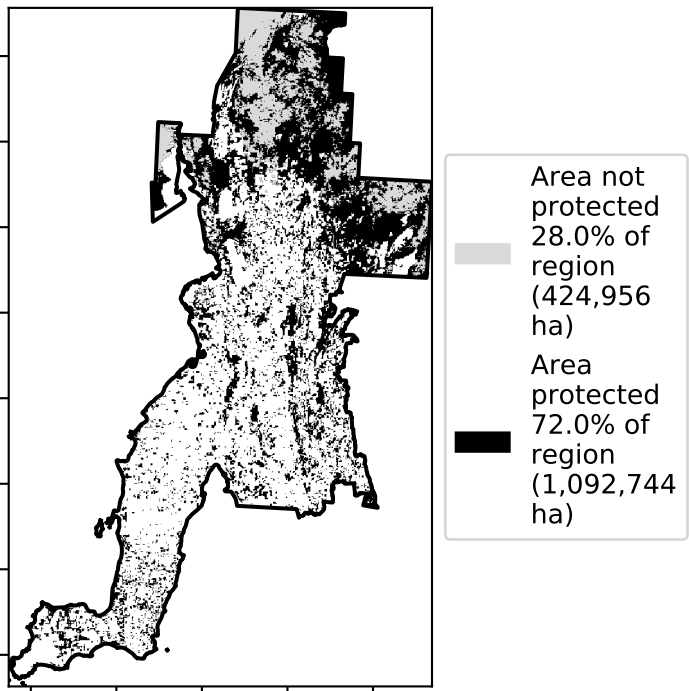 Area not
protected
28.0% of
region
(424,956
ha)
Area
protected
72.0% of
region
(1,092,744
ha)